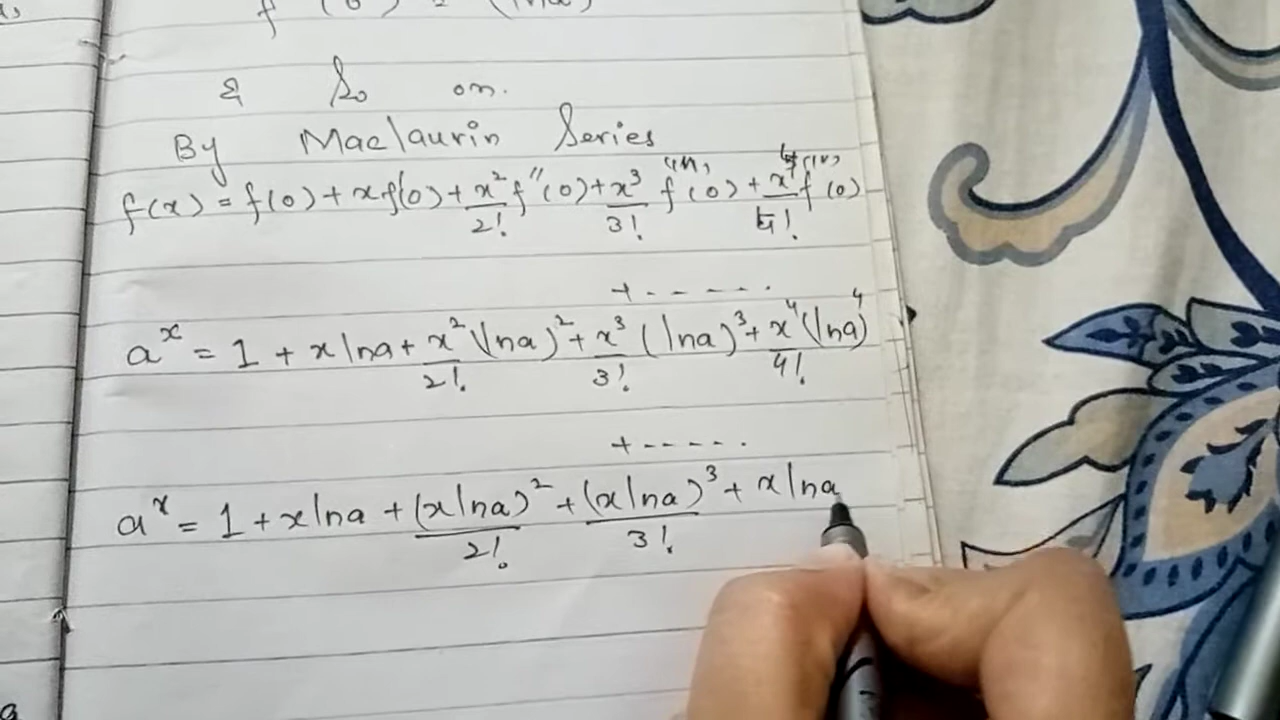 & So on.
By Maclaurin Series
f(x) = f(0) + xf(0) + x²/2! f''(0) + x³/3! f'''(0) + x⁴/4! f⁽ⁱᵛ⁾(0)
+ - - - - - .
aˣ = 1 + x lna + x²/2! (lna)² + x³/3! (lna)³ + x⁴/4! (lna)⁴
+ - - - - - .
aˣ = 1 + x lna + (x lna)²/2! + (x lna)³/3! + x lna